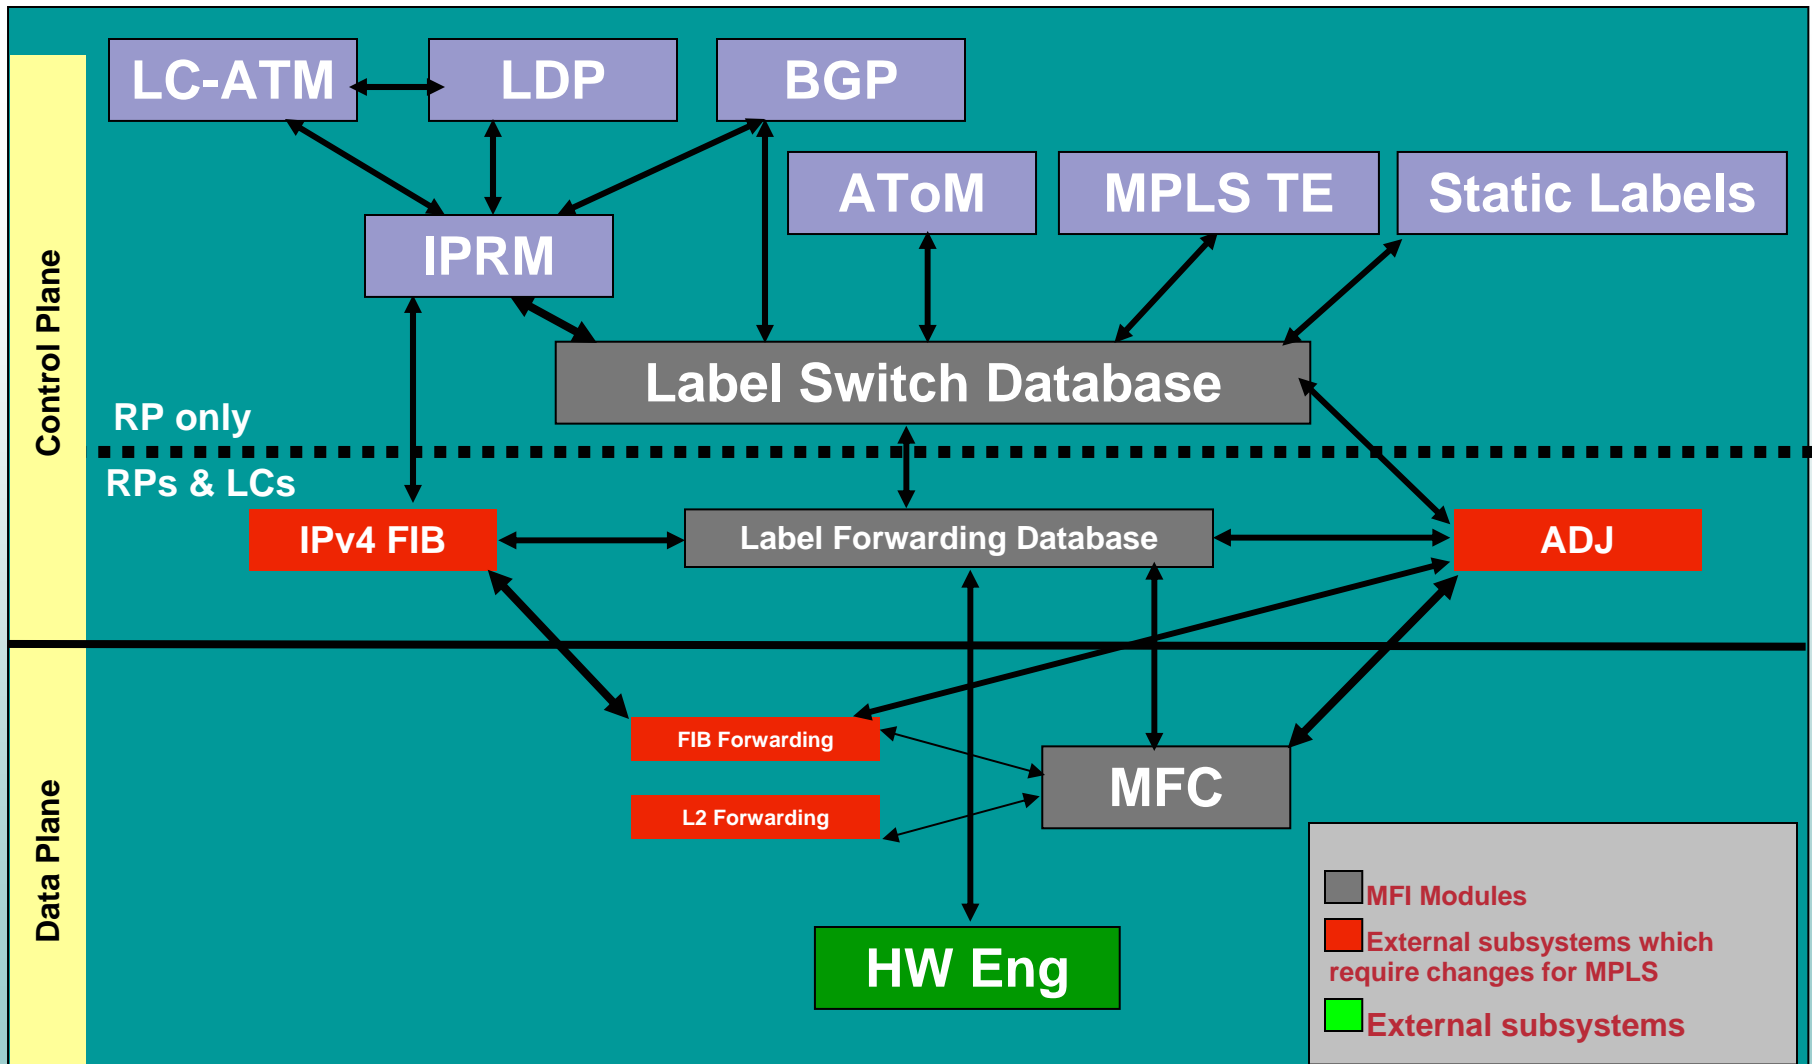 LC-ATM
LDP
BGP
AToM
MPLS TE
Static Labels
IPRM
Control Plane
Label Switch Database
RP only
RPs & LCs
IPv4 FIB
Label Forwarding Database
ADJ
FIB Forwarding
L2 Forwarding
MFC
Data Plane
HW Eng
MFI Modules
External subsystems which
require changes for MPLS
External subsystems